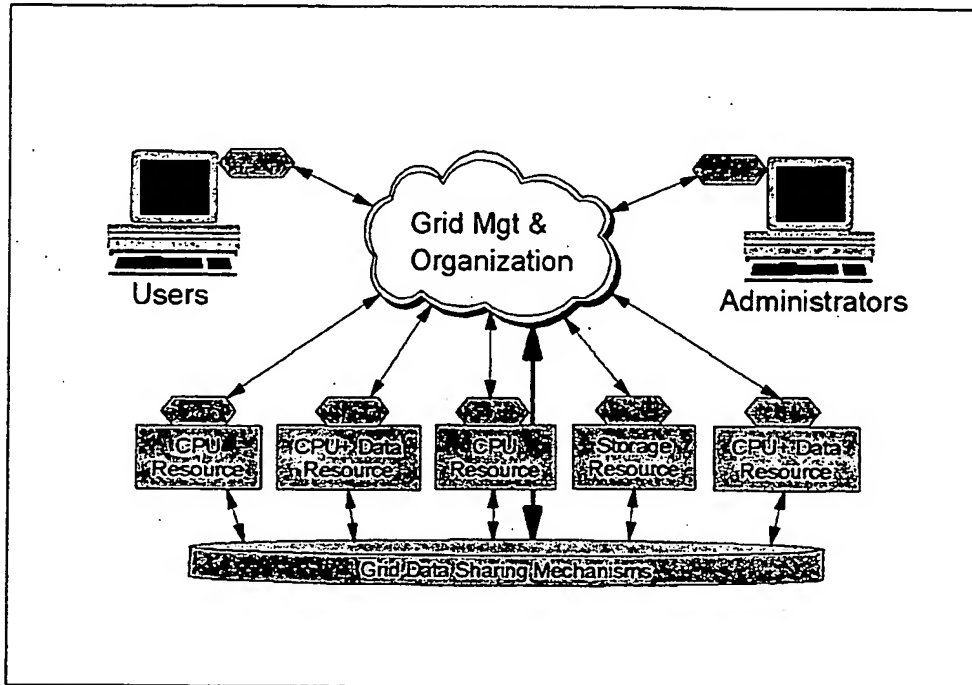 Grid Mgt &
Organization
Users
Administrators
CPU
Resource
CPU+ Data
Resource
CPU
Resource
Storage
Resource
CPU+ Data
Resource
Grid Data Sharing Mechanisms